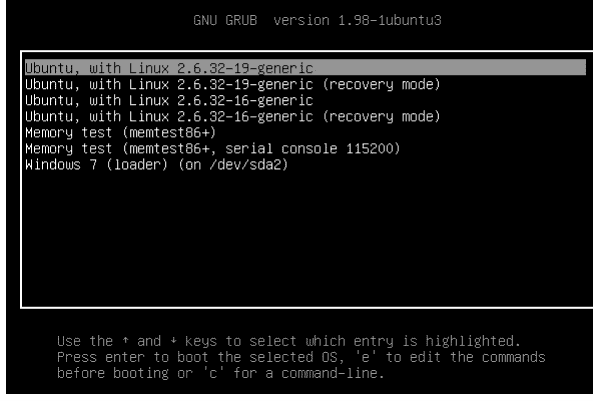 GNU GRUB  version 1.98-1ubuntu3
Ubuntu, with Linux 2.6.32-19-generic
Ubuntu, with Linux 2.6.32-19-generic (recovery mode)
Ubuntu, with Linux 2.6.32-16-generic
Ubuntu, with Linux 2.6.32-16-generic (recovery mode)
Memory test (memtest86+)
Memory test (memtest86+, serial console 115200)
Windows 7 (loader) (on /dev/sda2)
Use the ↑ and ↓ keys to select which entry is highlighted.
Press enter to boot the selected OS, 'e' to edit the commands
before booting or 'c' for a command-line.